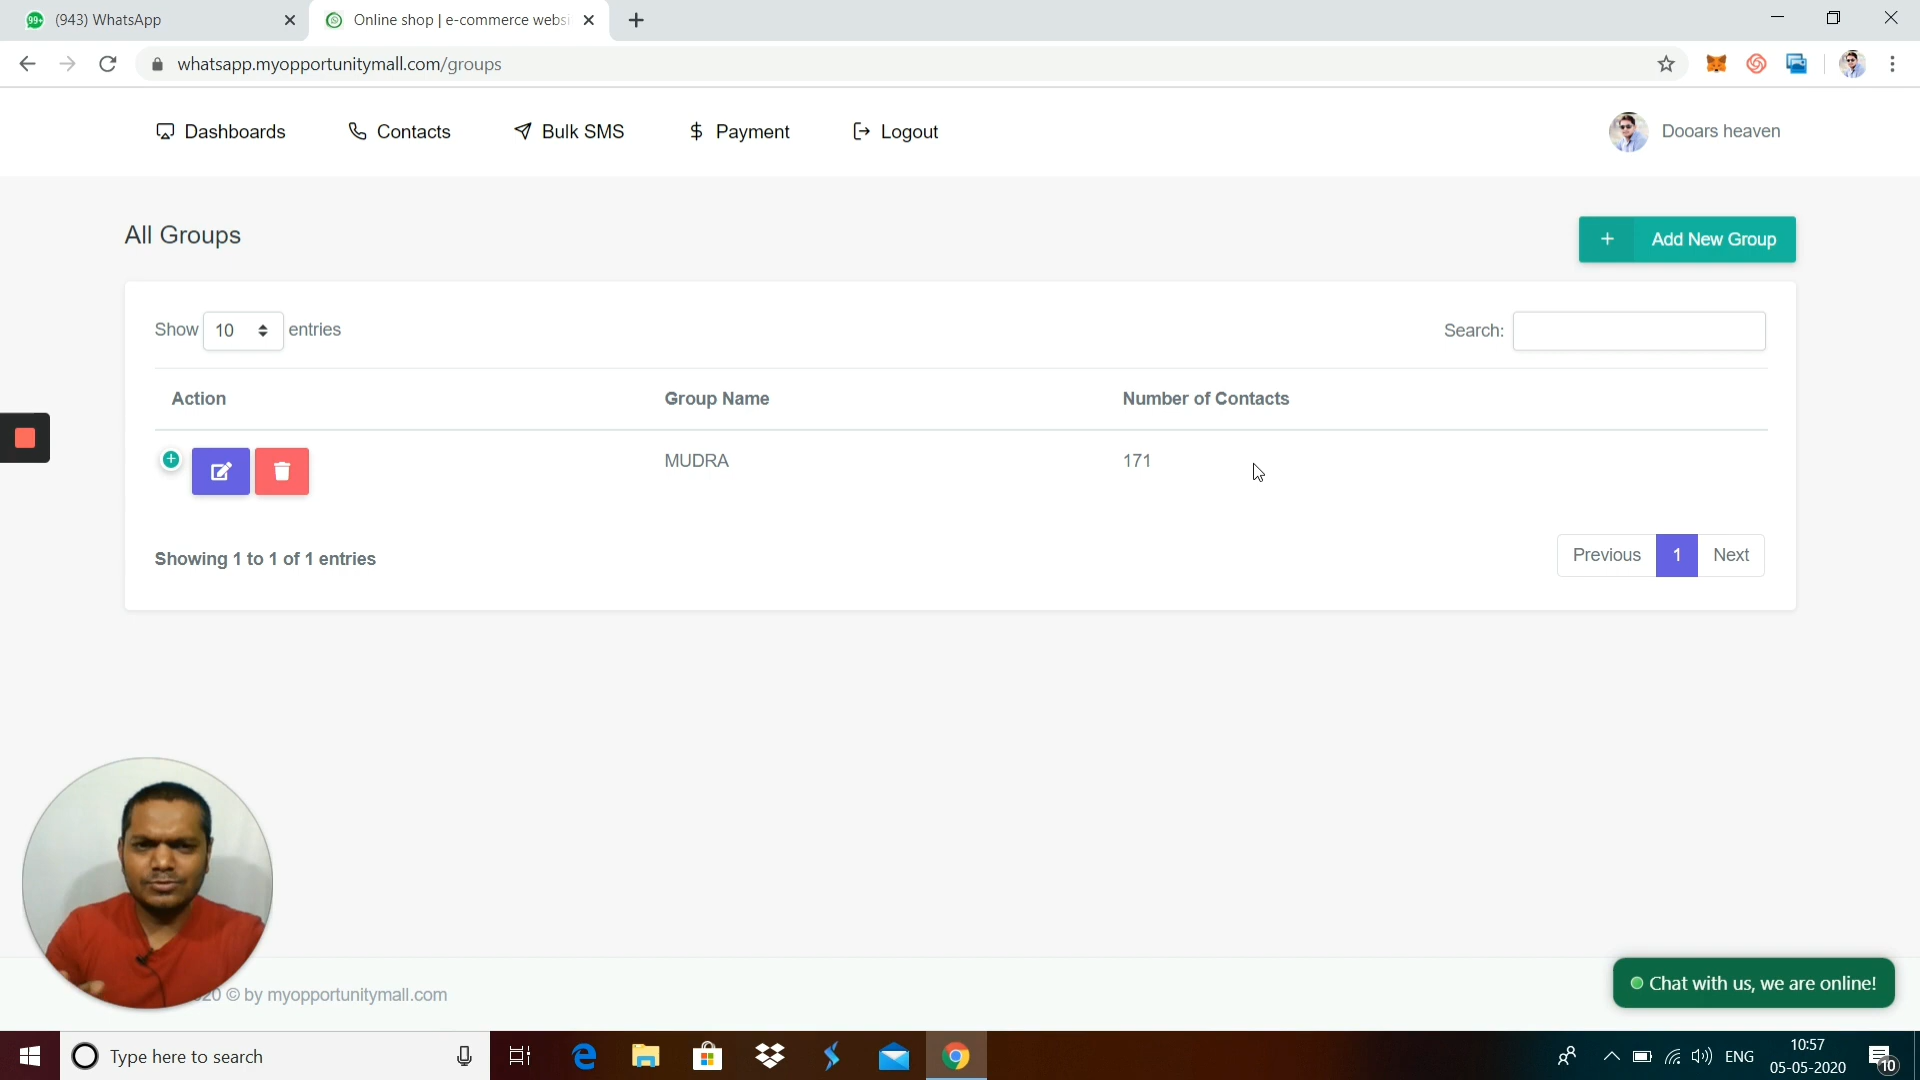 (943) WhatsApp
Online shop | e-commerce websi
whatsapp.myopportunitymall.com/groups
Dashboards Contacts Bulk SMS Payment Logout Dooars heaven
All Groups
+ Add New Group
Show 10 entries Search:
Action Group Name Number of Contacts
MUDRA 171
Showing 1 to 1 of 1 entries
Previous 1 Next
20 © by myopportunitymall.com
Chat with us, we are online!
Type here to search
ENG
10:57
05-05-2020
10